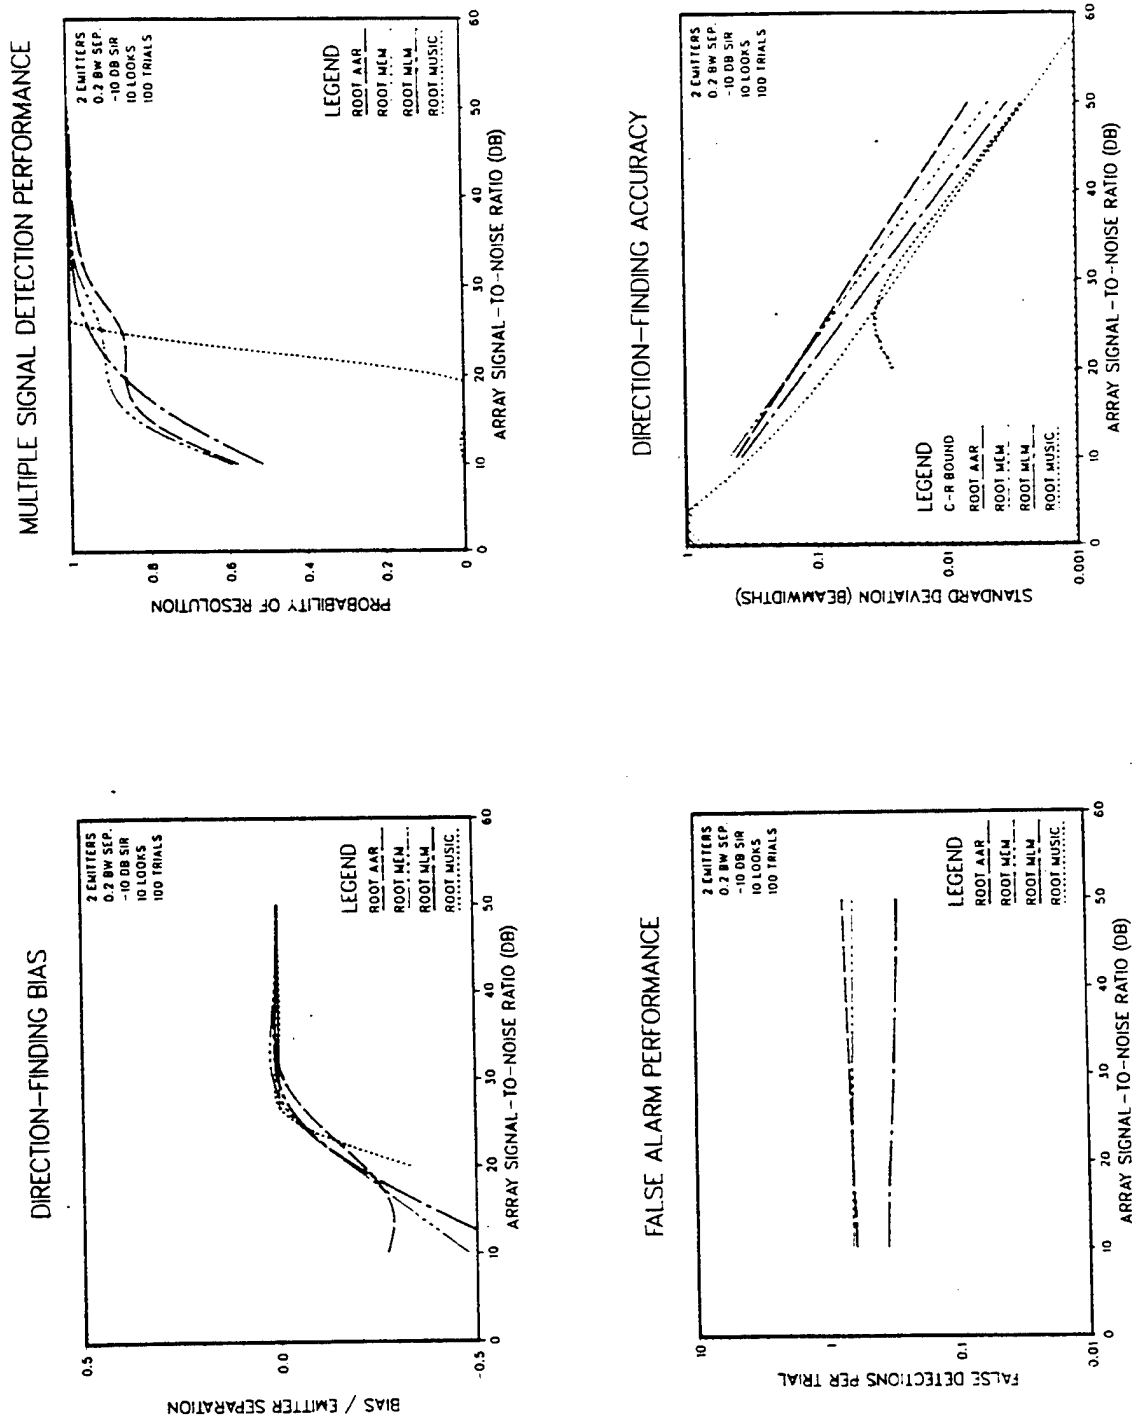 DIRECTION-FINDING BIAS
2 EMITTERS
0.2 BW SEP.
-10 DB SIR
10 LOOKS
100 TRIALS
LEGEND
ROOT AAR
ROOT MEM
ROOT MLM
ROOT MUSIC
BIAS / EMITTER SEPARATION
0.5
0.0
-0.5
0 10 20 30 40 50 60
ARRAY SIGNAL-TO-NOISE RATIO (DB)
MULTIPLE SIGNAL DETECTION PERFORMANCE
2 EMITTERS
0.2 BW SEP.
-10 DB SIR
10 LOOKS
100 TRIALS
LEGEND
ROOT AAR
ROOT MEM
ROOT MLM
ROOT MUSIC
PROBABILITY OF RESOLUTION
1
0.8
0.6
0.4
0.2
0
0 10 20 30 40 50 60
ARRAY SIGNAL-TO-NOISE RATIO (DB)
FALSE ALARM PERFORMANCE
2 EMITTERS
0.2 BW SEP.
-10 DB SIR
10 LOOKS
100 TRIALS
LEGEND
ROOT AAR
ROOT MEM
ROOT MLM
ROOT MUSIC
FALSE DETECTIONS PER TRIAL
10
1
0.1
0.01
0 10 20 30 40 50 60
ARRAY SIGNAL-TO-NOISE RATIO (DB)
DIRECTION-FINDING ACCURACY
2 EMITTERS
0.2 BW SEP.
-10 DB SIR
10 LOOKS
100 TRIALS
LEGEND
C-R BOUND
ROOT AAR
ROOT MEM
ROOT MLM
ROOT MUSIC
STANDARD DEVIATION (BEAMWIDTHS)
1
0.1
0.01
0.001
0 10 20 30 40 50 60
ARRAY SIGNAL-TO-NOISE RATIO (DB)